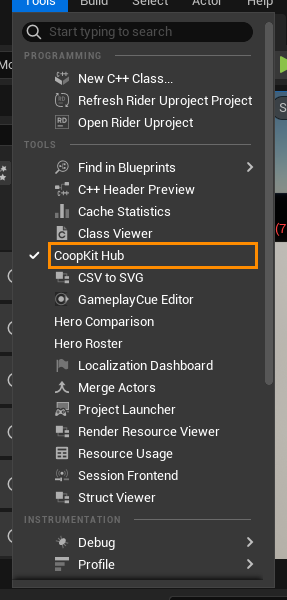 Tools Build Select Actor Help
Start typing to search
PROGRAMMING
New C++ Class...
Refresh Rider Uproject Project
Open Rider Uproject
TOOLS
Find in Blueprints
C++ Header Preview
Cache Statistics
Class Viewer
CoopKit Hub
CSV to SVG
GameplayCue Editor
Hero Comparison
Hero Roster
Localization Dashboard
Merge Actors
Project Launcher
Render Resource Viewer
Resource Usage
Session Frontend
Struct Viewer
INSTRUMENTATION
Debug
Profile